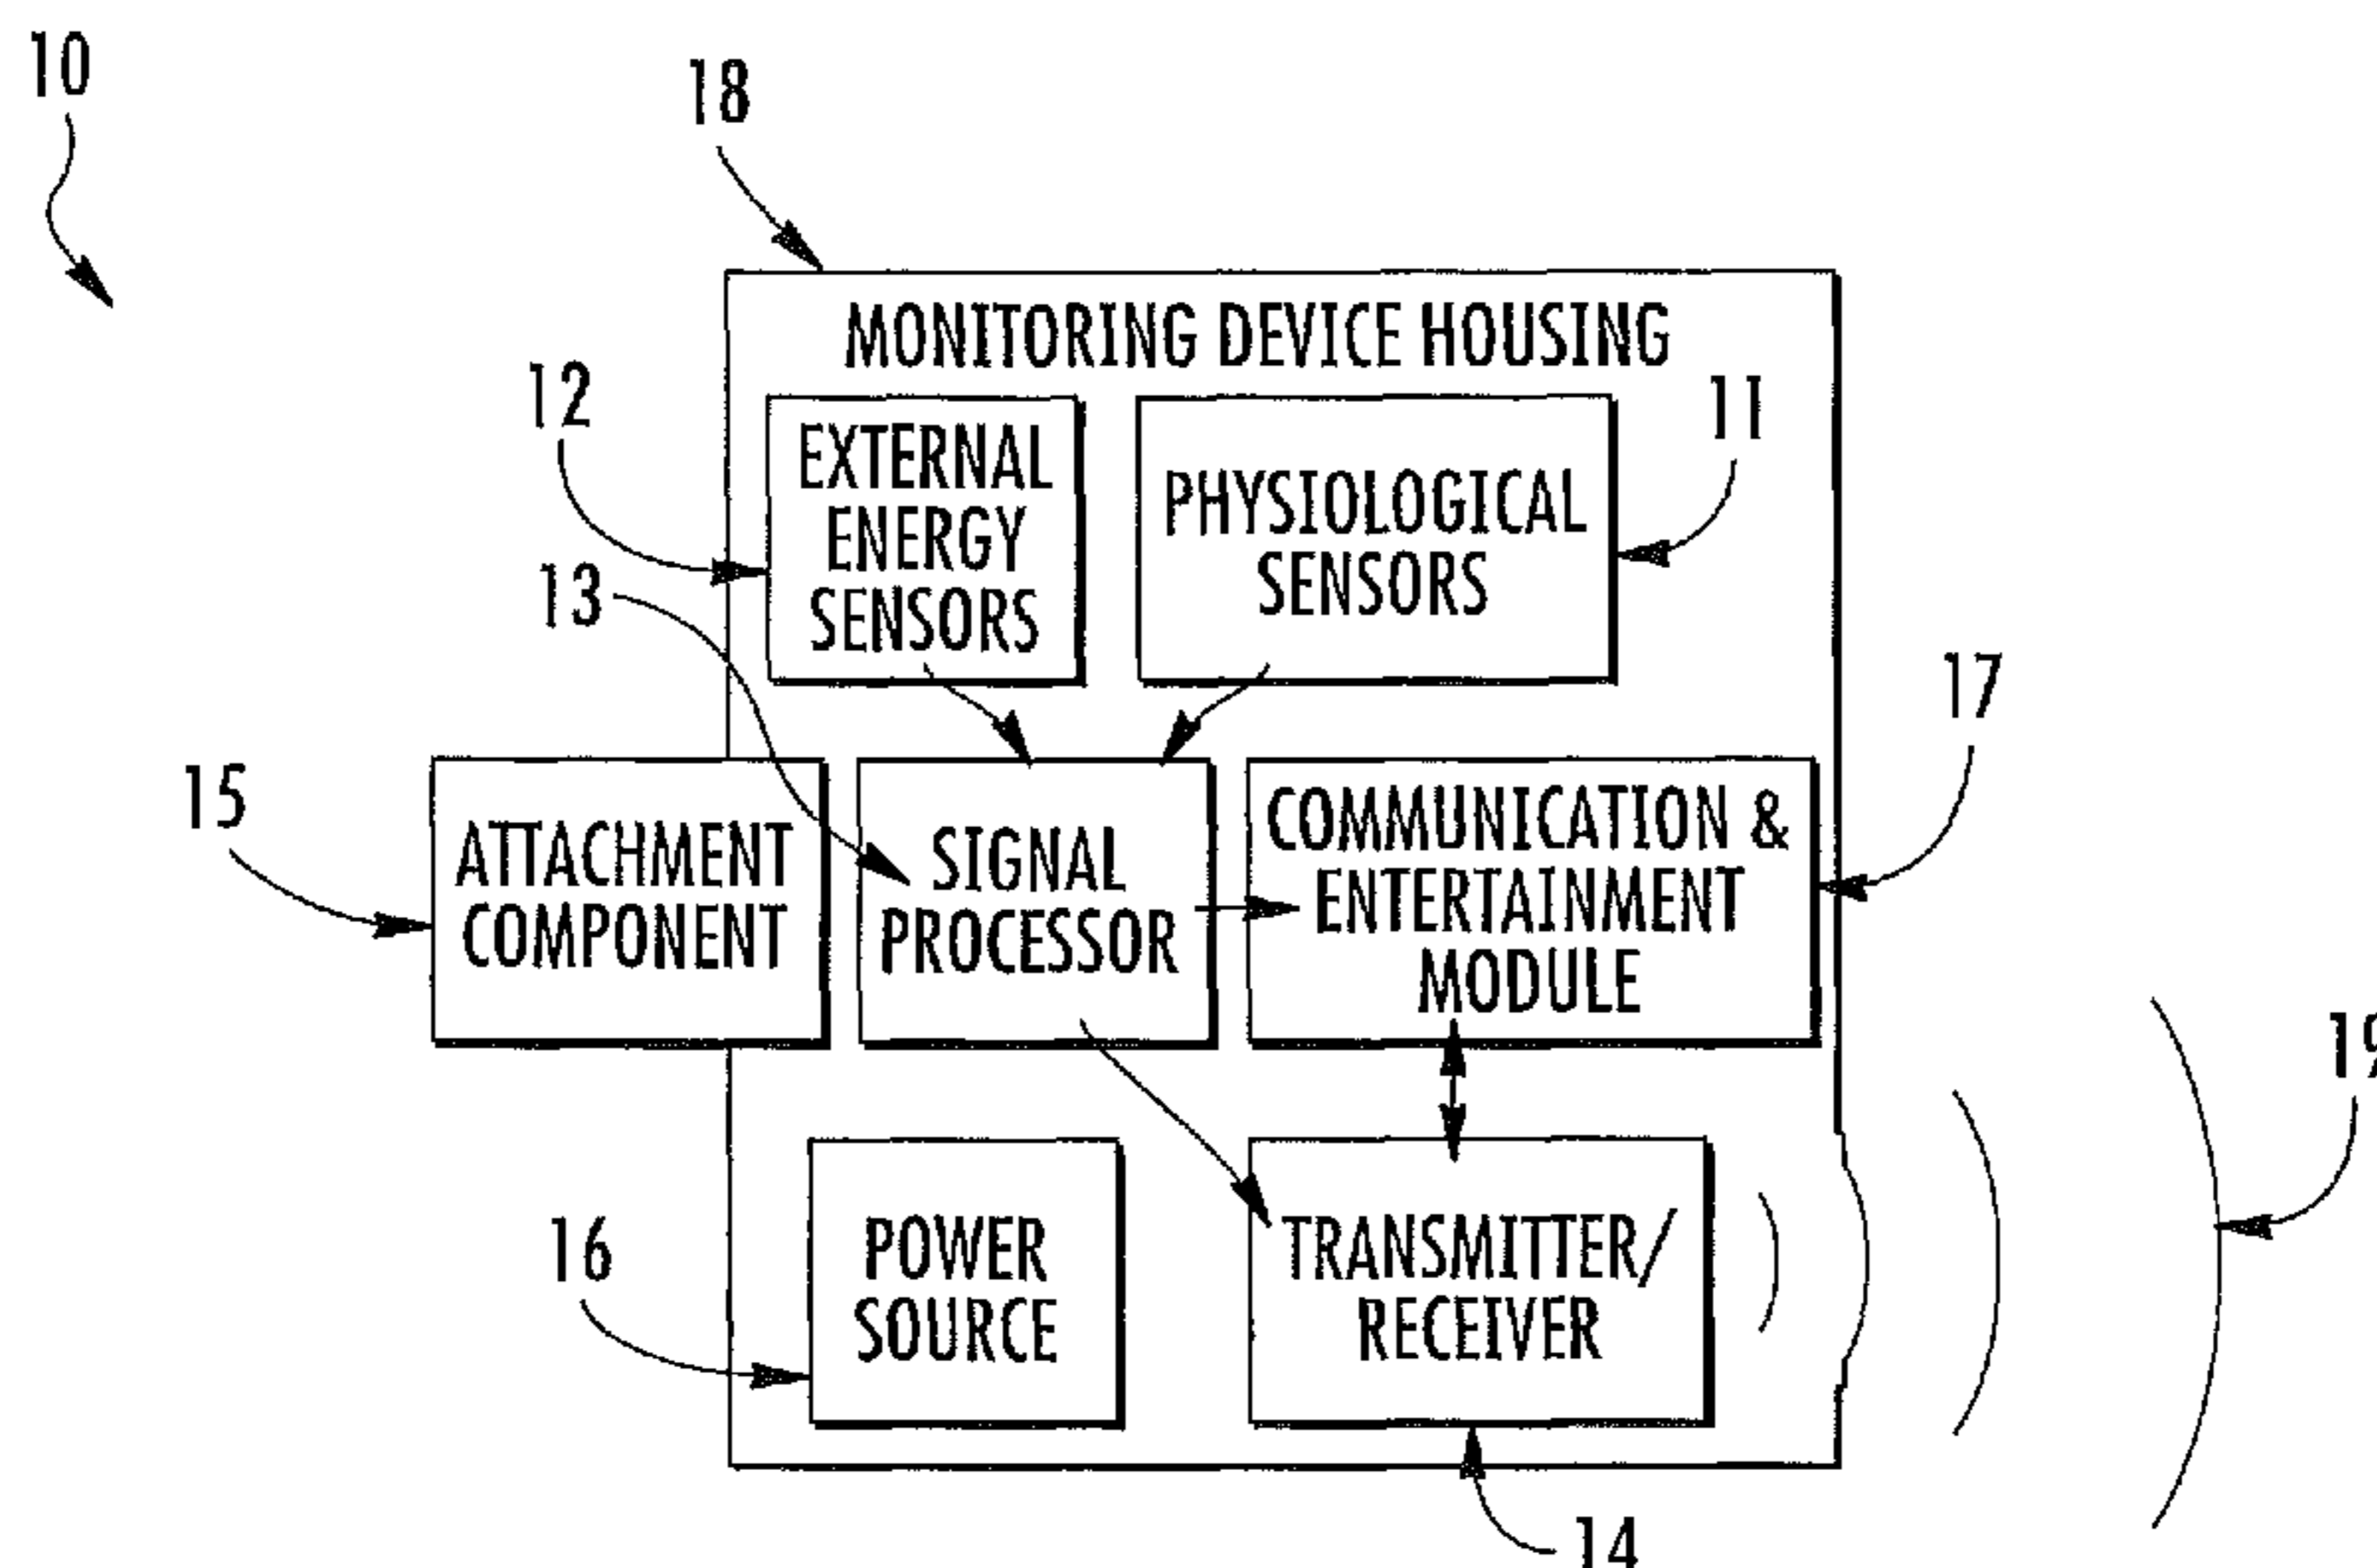 10
18
MONITORING DEVICE HOUSING
12
EXTERNAL
ENERGY
SENSORS
PHYSIOLOGICAL
SENSORS
11
13
17
15
ATTACHMENT
COMPONENT
SIGNAL
PROCESSOR
COMMUNICATION &
ENTERTAINMENT
MODULE
19
16
POWER
SOURCE
TRANSMITTER/
RECEIVER
14